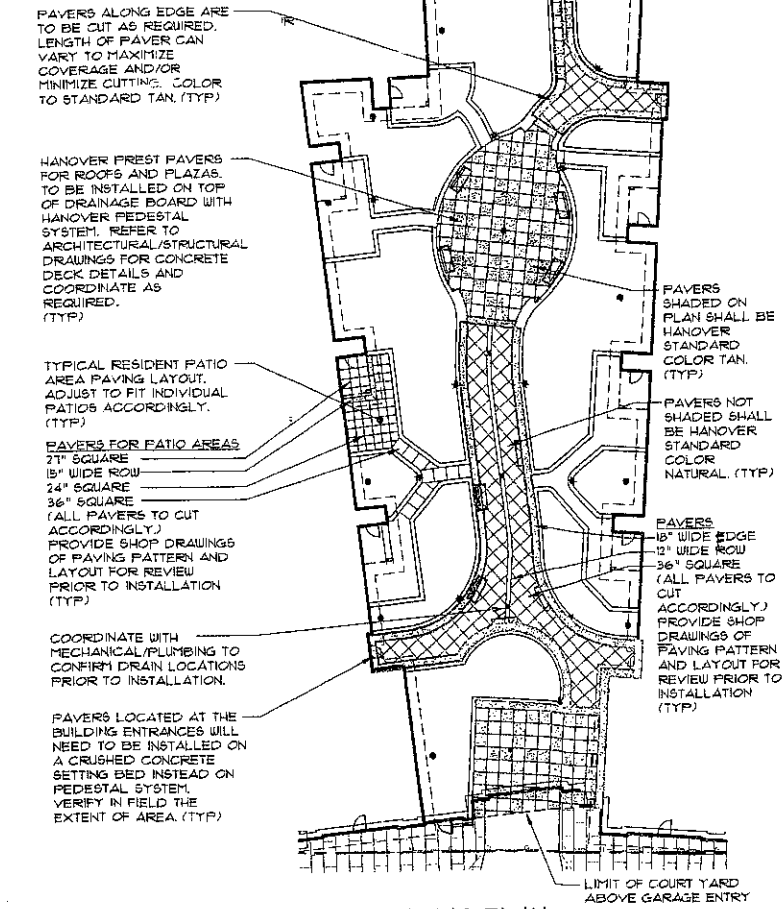 PAVERS ALONG EDGE ARE
TO BE CUT AS REQUIRED.
LENGTH OF PAVER CAN
VARY TO MAXIMIZE
COVERAGE AND/OR
MINIMIZE CUTTING. COLOR
TO STANDARD TAN. (TYP)
HANOVER PREST PAVERS
FOR ROOFS AND PLAZAS.
TO BE INSTALLED ON TOP
OF DRAINAGE BOARD WITH
HANOVER PEDESTAL
SYSTEM. REFER TO
ARCHITECTURAL/STRUCTURAL
DRAWINGS FOR CONCRETE
DECK DETAILS AND
COORDINATE AS
REQUIRED.
(TYP)
TYPICAL RESIDENT PATIO
AREA PAVING LAYOUT.
ADJUST TO FIT INDIVIDUAL
PATIOS ACCORDINGLY.
(TYP)
PAVERS FOR PATIO AREAS
27" SQUARE
15" WIDE ROW
24" SQUARE
36" SQUARE
(ALL PAVERS TO CUT
ACCORDINGLY.)
PROVIDE SHOP DRAWINGS
OF PAVING PATTERN AND
LAYOUT FOR REVIEW
PRIOR TO INSTALLATION
(TYP)
COORDINATE WITH
MECHANICAL/PLUMBING TO
CONFIRM DRAIN LOCATIONS
PRIOR TO INSTALLATION.
PAVERS LOCATED AT THE
BUILDING ENTRANCES WILL
NEED TO BE INSTALLED ON
A CRUSHED CONCRETE
SETTING BED INSTEAD ON
PEDESTAL SYSTEM.
VERIFY IN FIELD THE
EXTENT OF AREA. (TYP)
PAVERS
SHADED ON
PLAN SHALL BE
HANOVER
STANDARD
COLOR TAN.
(TYP)
PAVERS NOT
SHADED SHALL
BE HANOVER
STANDARD
COLOR
NATURAL. (TYP)
PAVERS
18" WIDE EDGE
12" WIDE ROW
36" SQUARE
(ALL PAVERS TO
CUT
ACCORDINGLY.)
PROVIDE SHOP
DRAWINGS OF
PAVING PATTERN
AND LAYOUT FOR
REVIEW PRIOR TO
INSTALLATION
(TYP)
LIMIT OF COURT YARD
ABOVE GARAGE ENTRY